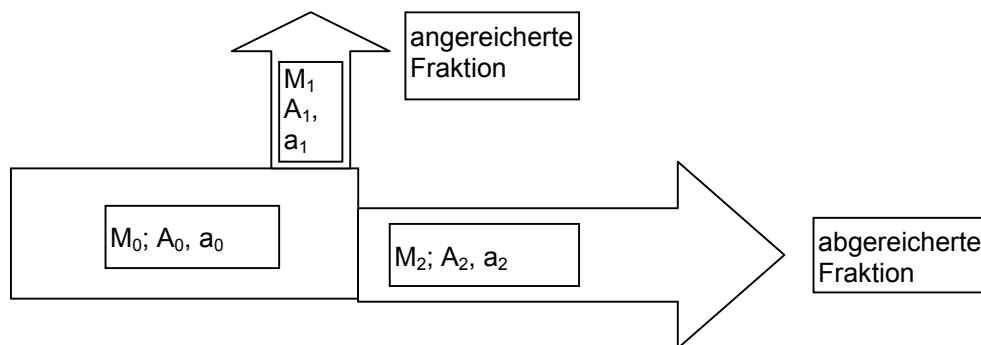 angereicherte
Fraktion
M₁
A₁,
a₁
M₀; A₀, a₀
M₂; A₂, a₂
abgereicherte
Fraktion